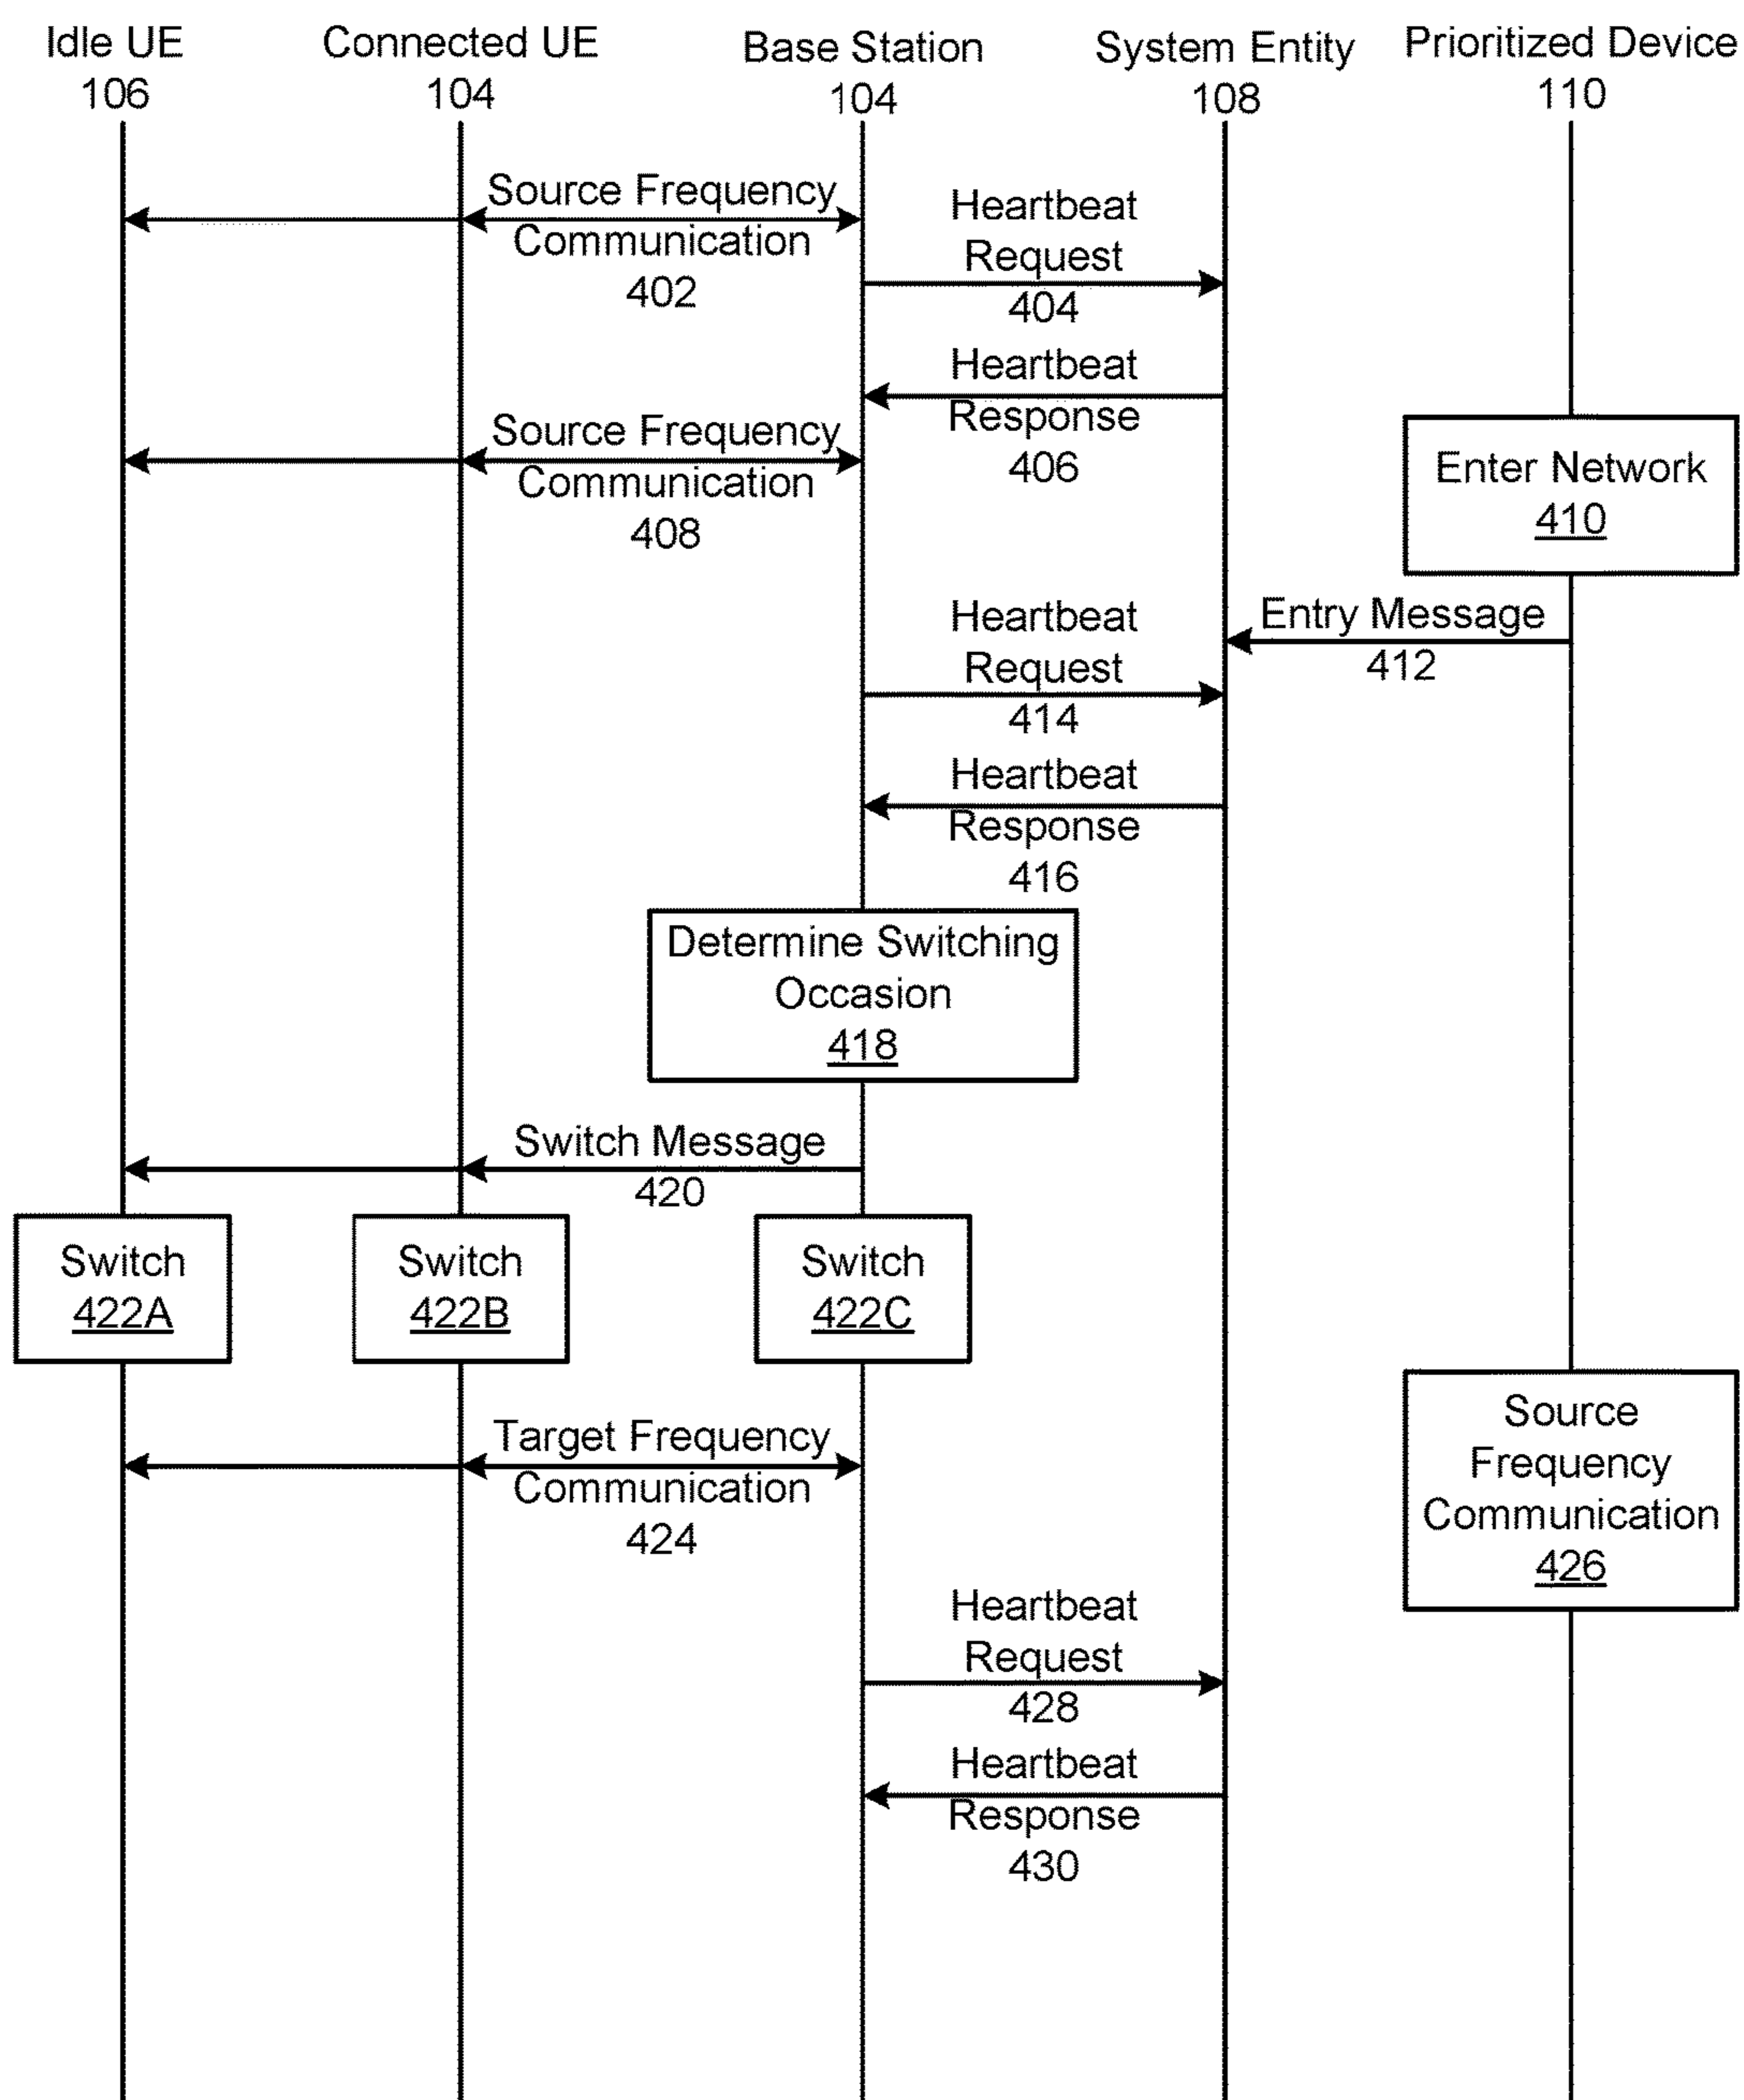 Idle UE
106
Connected UE
104
Base Station
104
System Entity
108
Prioritized Device
110
Source Frequency
Communication
402
Heartbeat
Request
404
Heartbeat
Response
406
Source Frequency
Communication
408
Enter Network
410
Entry Message
412
Heartbeat
Request
414
Heartbeat
Response
416
Determine Switching
Occasion
418
Switch Message
420
Switch
422A
Switch
422B
Switch
422C
Target Frequency
Communication
424
Source
Frequency
Communication
426
Heartbeat
Request
428
Heartbeat
Response
430